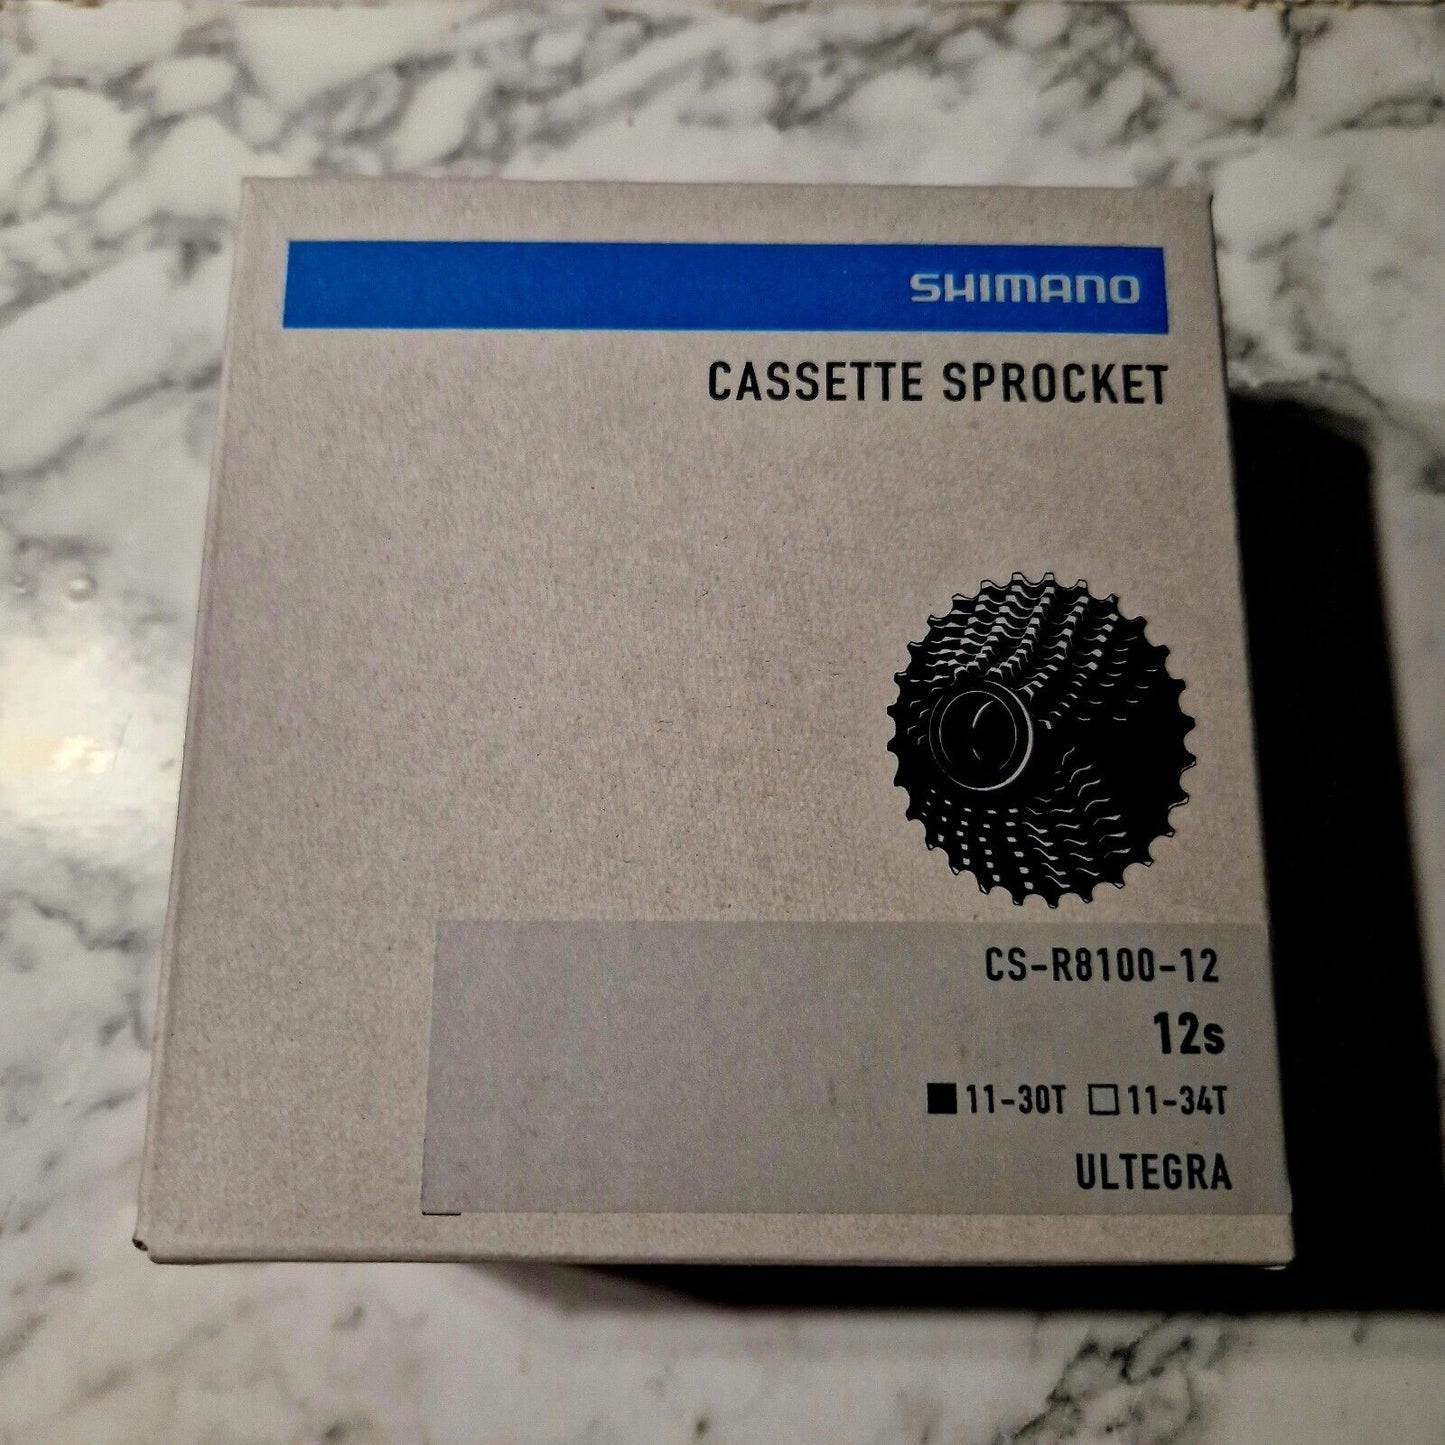 SHIMANO
CASSETTE SPROCKET
CS-R8100-12
12s
■ 11-30T □ 11-34T
ULTEGRA